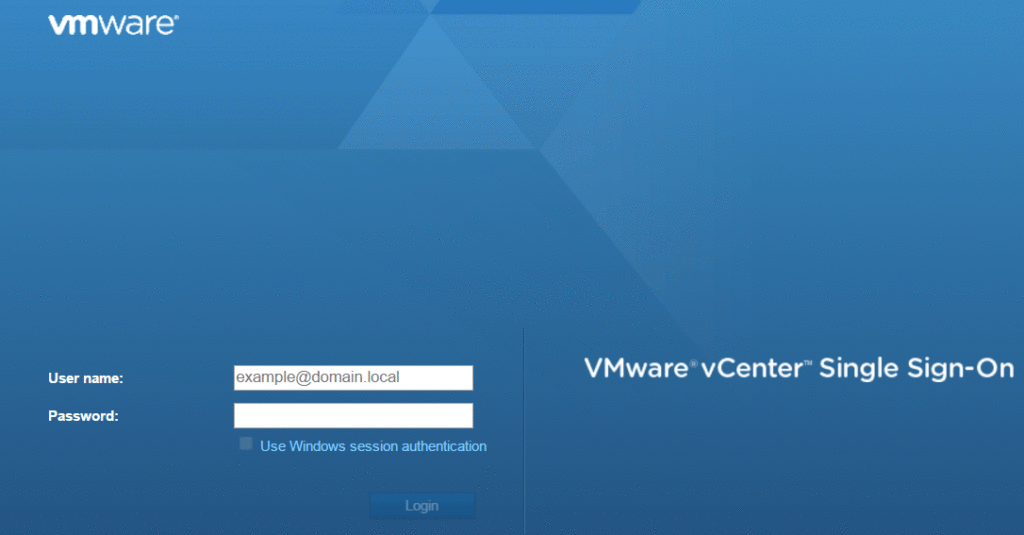 vmware®
User name:
example@domain.local
Password:
Use Windows session authentication
Login
VMware® vCenter™ Single Sign-On